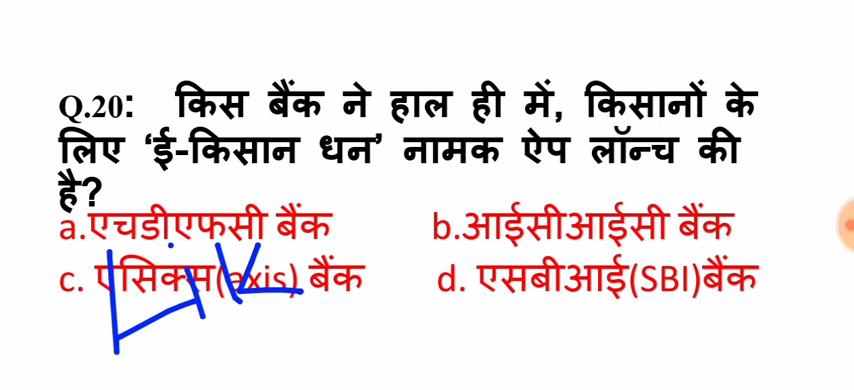 Q.20: किस बैंक ने हाल ही में, किसानों के
लिए ‘ई-किसान धन’ नामक ऐप लॉन्च की
है?
a.एचडीएफसी बैंक b.आईसीआईसी बैंक
c. एसिक्स(axis) बैंक d. एसबीआई(SBI)बैंक